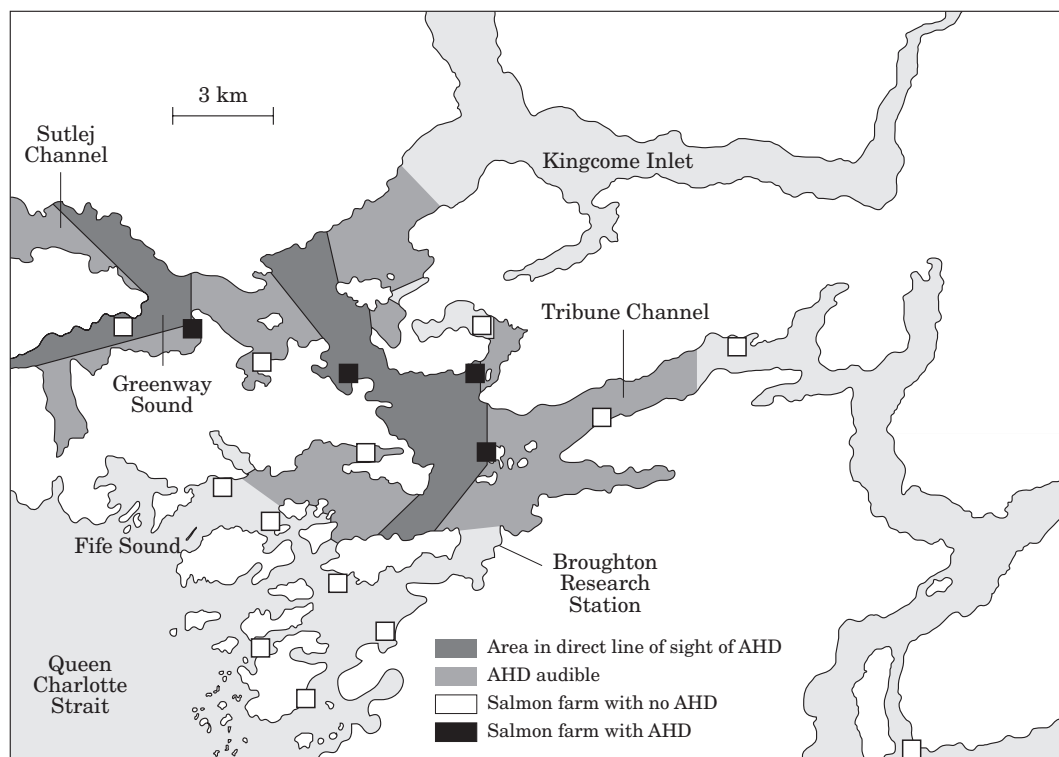 3 km
Sutlej
Channel
Kingcome Inlet
Tribune Channel
Greenway
Sound
Fife Sound
Broughton
Research
Station
Queen
Charlotte
Strait
Area in direct line of sight of AHD
AHD audible
Salmon farm with no AHD
Salmon farm with AHD